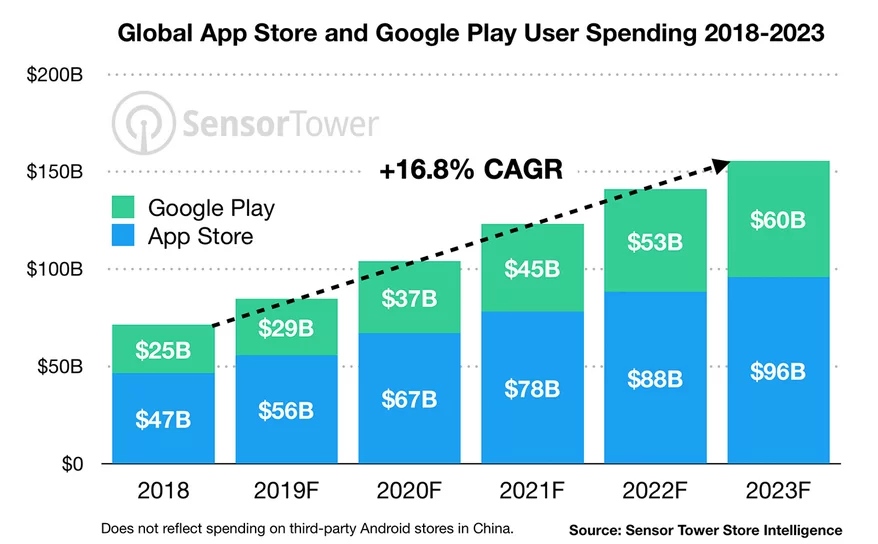 Global App Store and Google Play User Spending 2018-2023
$200B
SensorTower
$150B
+16.8% CAGR
Google Play
App Store
$100B
$50B
$0
$25B
$29B
$37B
$45B
$53B
$60B
$47B
$56B
$67B
$78B
$88B
$96B
2018
2019F
2020F
2021F
2022F
2023F
Does not reflect spending on third-party Android stores in China.
Source: Sensor Tower Store Intelligence